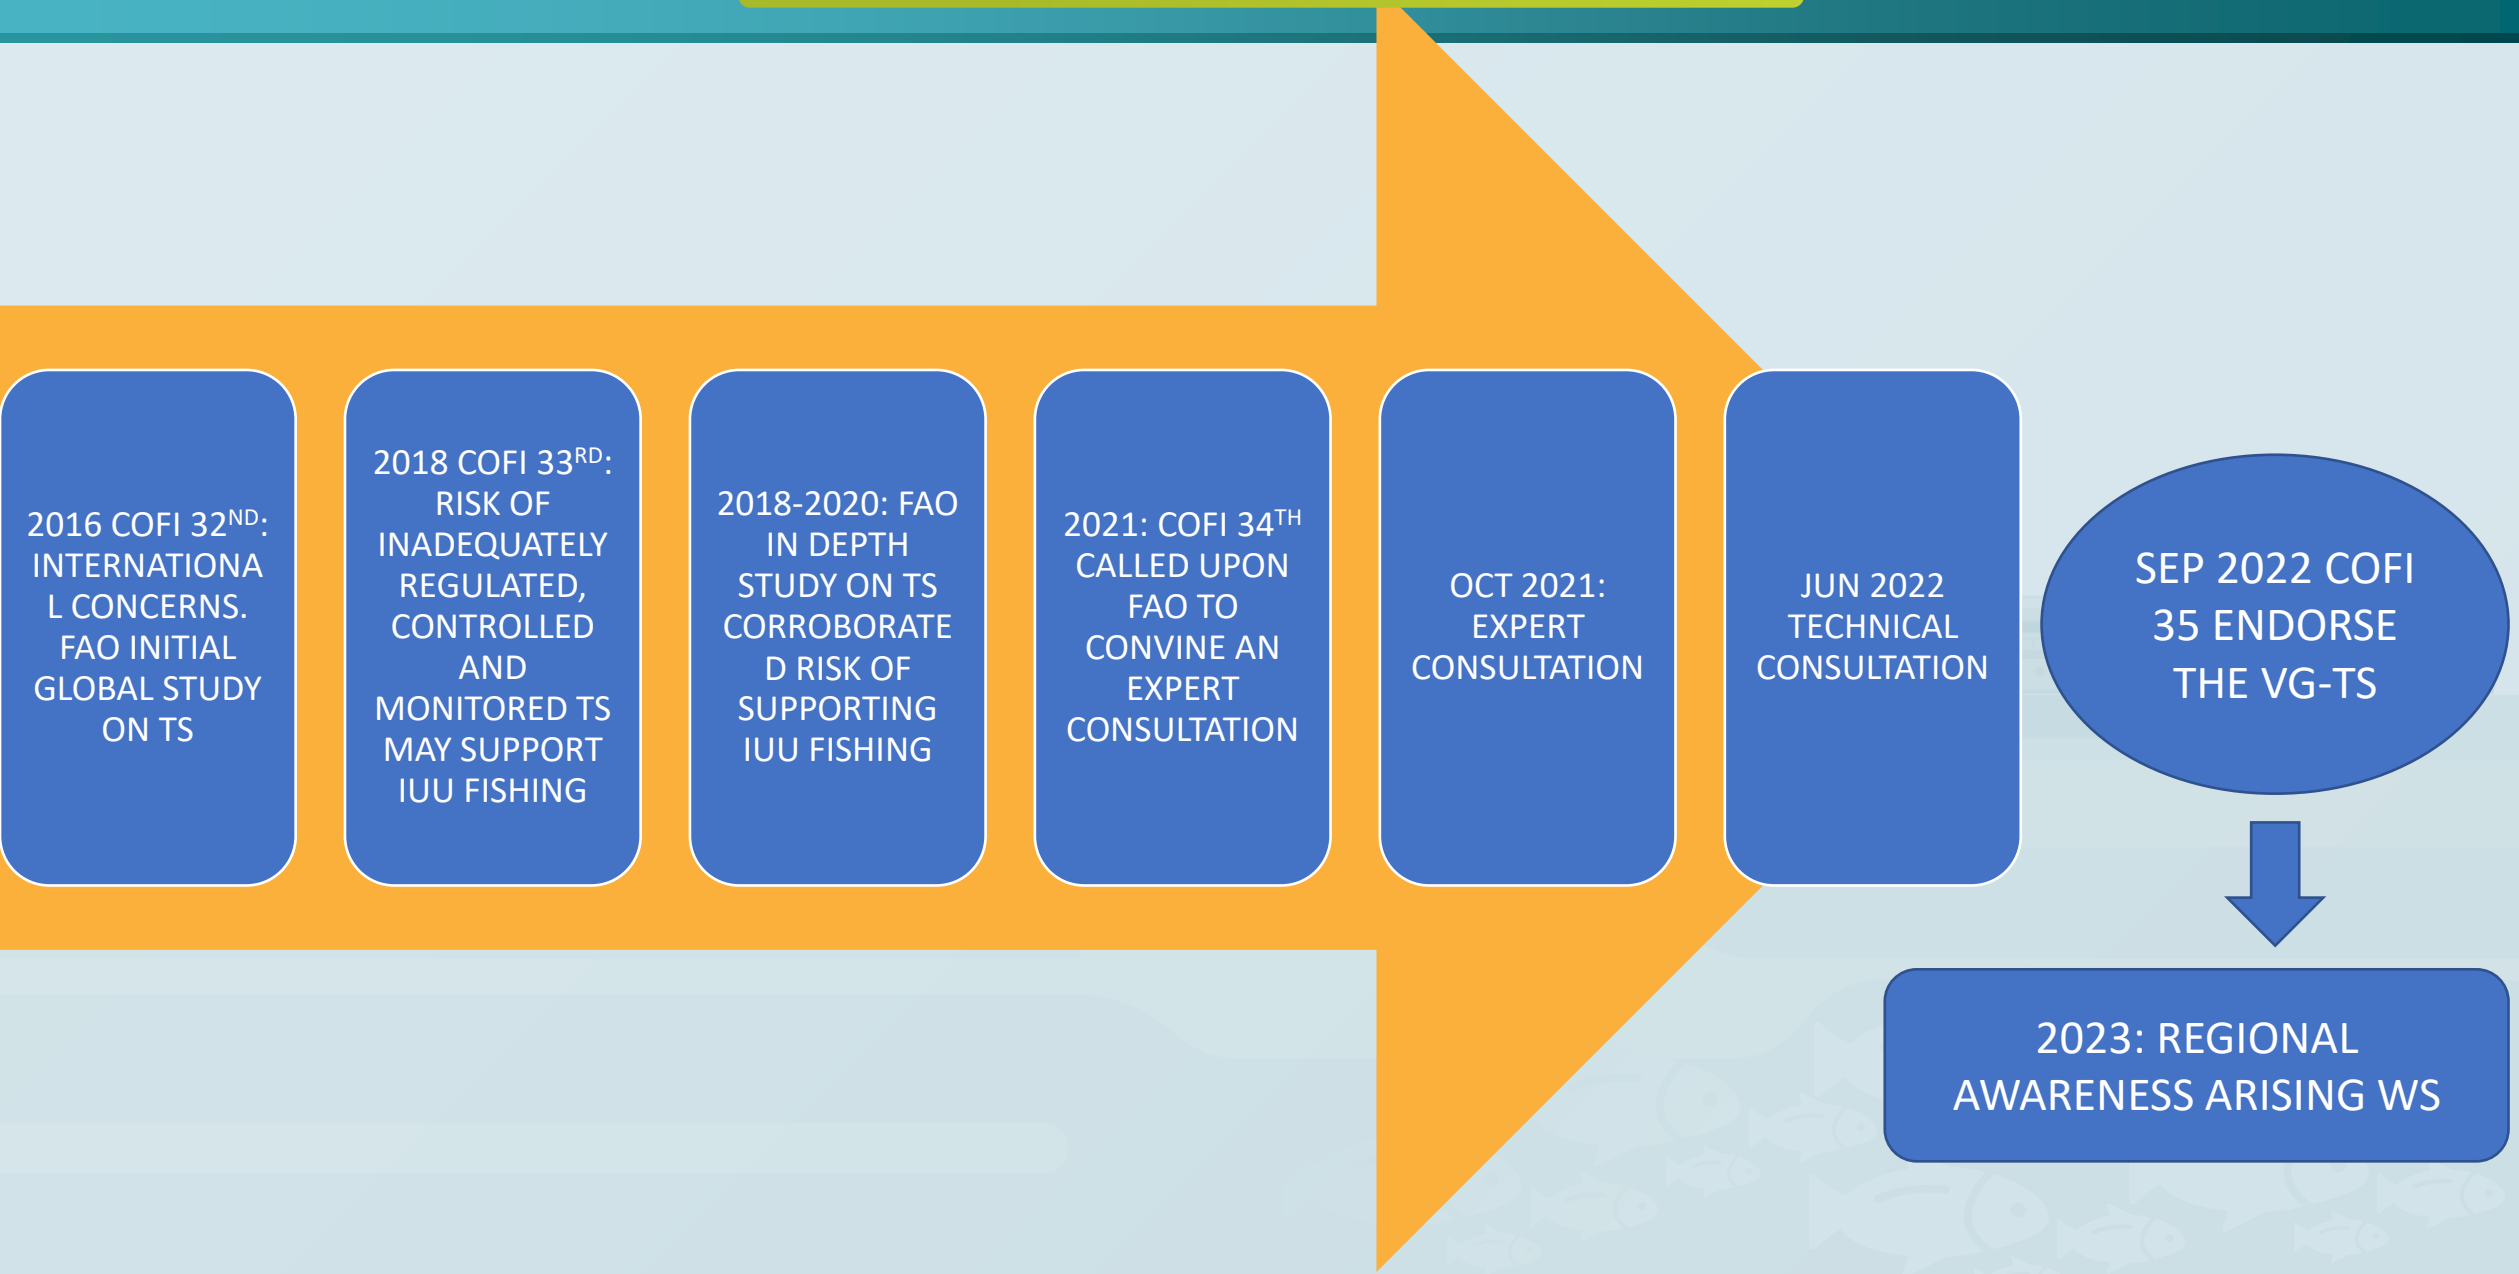 2016 COFI 32ND:
INTERNATIONA
L CONCERNS.
FAO INITIAL
GLOBAL STUDY
ON TS
2018 COFI 33RD:
RISK OF
INADEQUATELY
REGULATED,
CONTROLLED
AND
MONITORED TS
MAY SUPPORT
IUU FISHING
2018-2020: FAO
IN DEPTH
STUDY ON TS
CORROBORATE
D RISK OF
SUPPORTING
IUU FISHING
2021: COFI 34TH
CALLED UPON
FAO TO
CONVINE AN
EXPERT
CONSULTATION
OCT 2021:
EXPERT
CONSULTATION
JUN 2022
TECHNICAL
CONSULTATION
SEP 2022 COFI
35 ENDORSE
THE VG-TS
2023: REGIONAL
AWARENESS ARISING WS